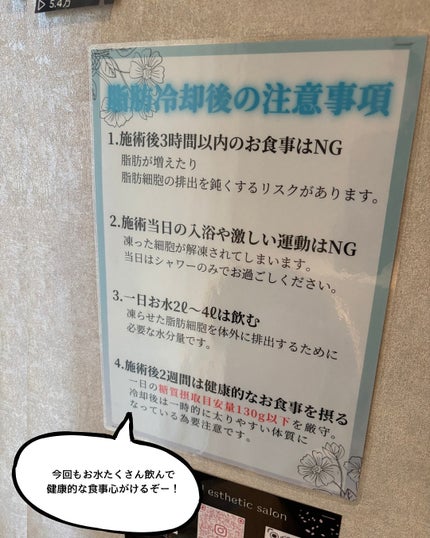 5.4万
脂肪冷却後の注意事項
1.施術後3時間以内のお食事はNG
脂肪が増えたり
脂肪細胞の排出を鈍くするリスクがあります。
2.施術当日の入浴や激しい運動はNG
凍った細胞が解凍されてしまいます。
当日はシャワーのみでお過ごしください。
3.一日お水2ℓ〜4ℓは飲む
凍らせた脂肪細胞を体外に排出するために
必要な水分量です。
4.施術後2週間は健康的なお食事を摂る
一日の糖質摂取目安量130g以下を厳守。
冷却後は一時的に太りやすい体質に
なっている為要注意です。
今回もお水たくさん飲んで
健康的な食事心がけるぞー！
esthetic salon